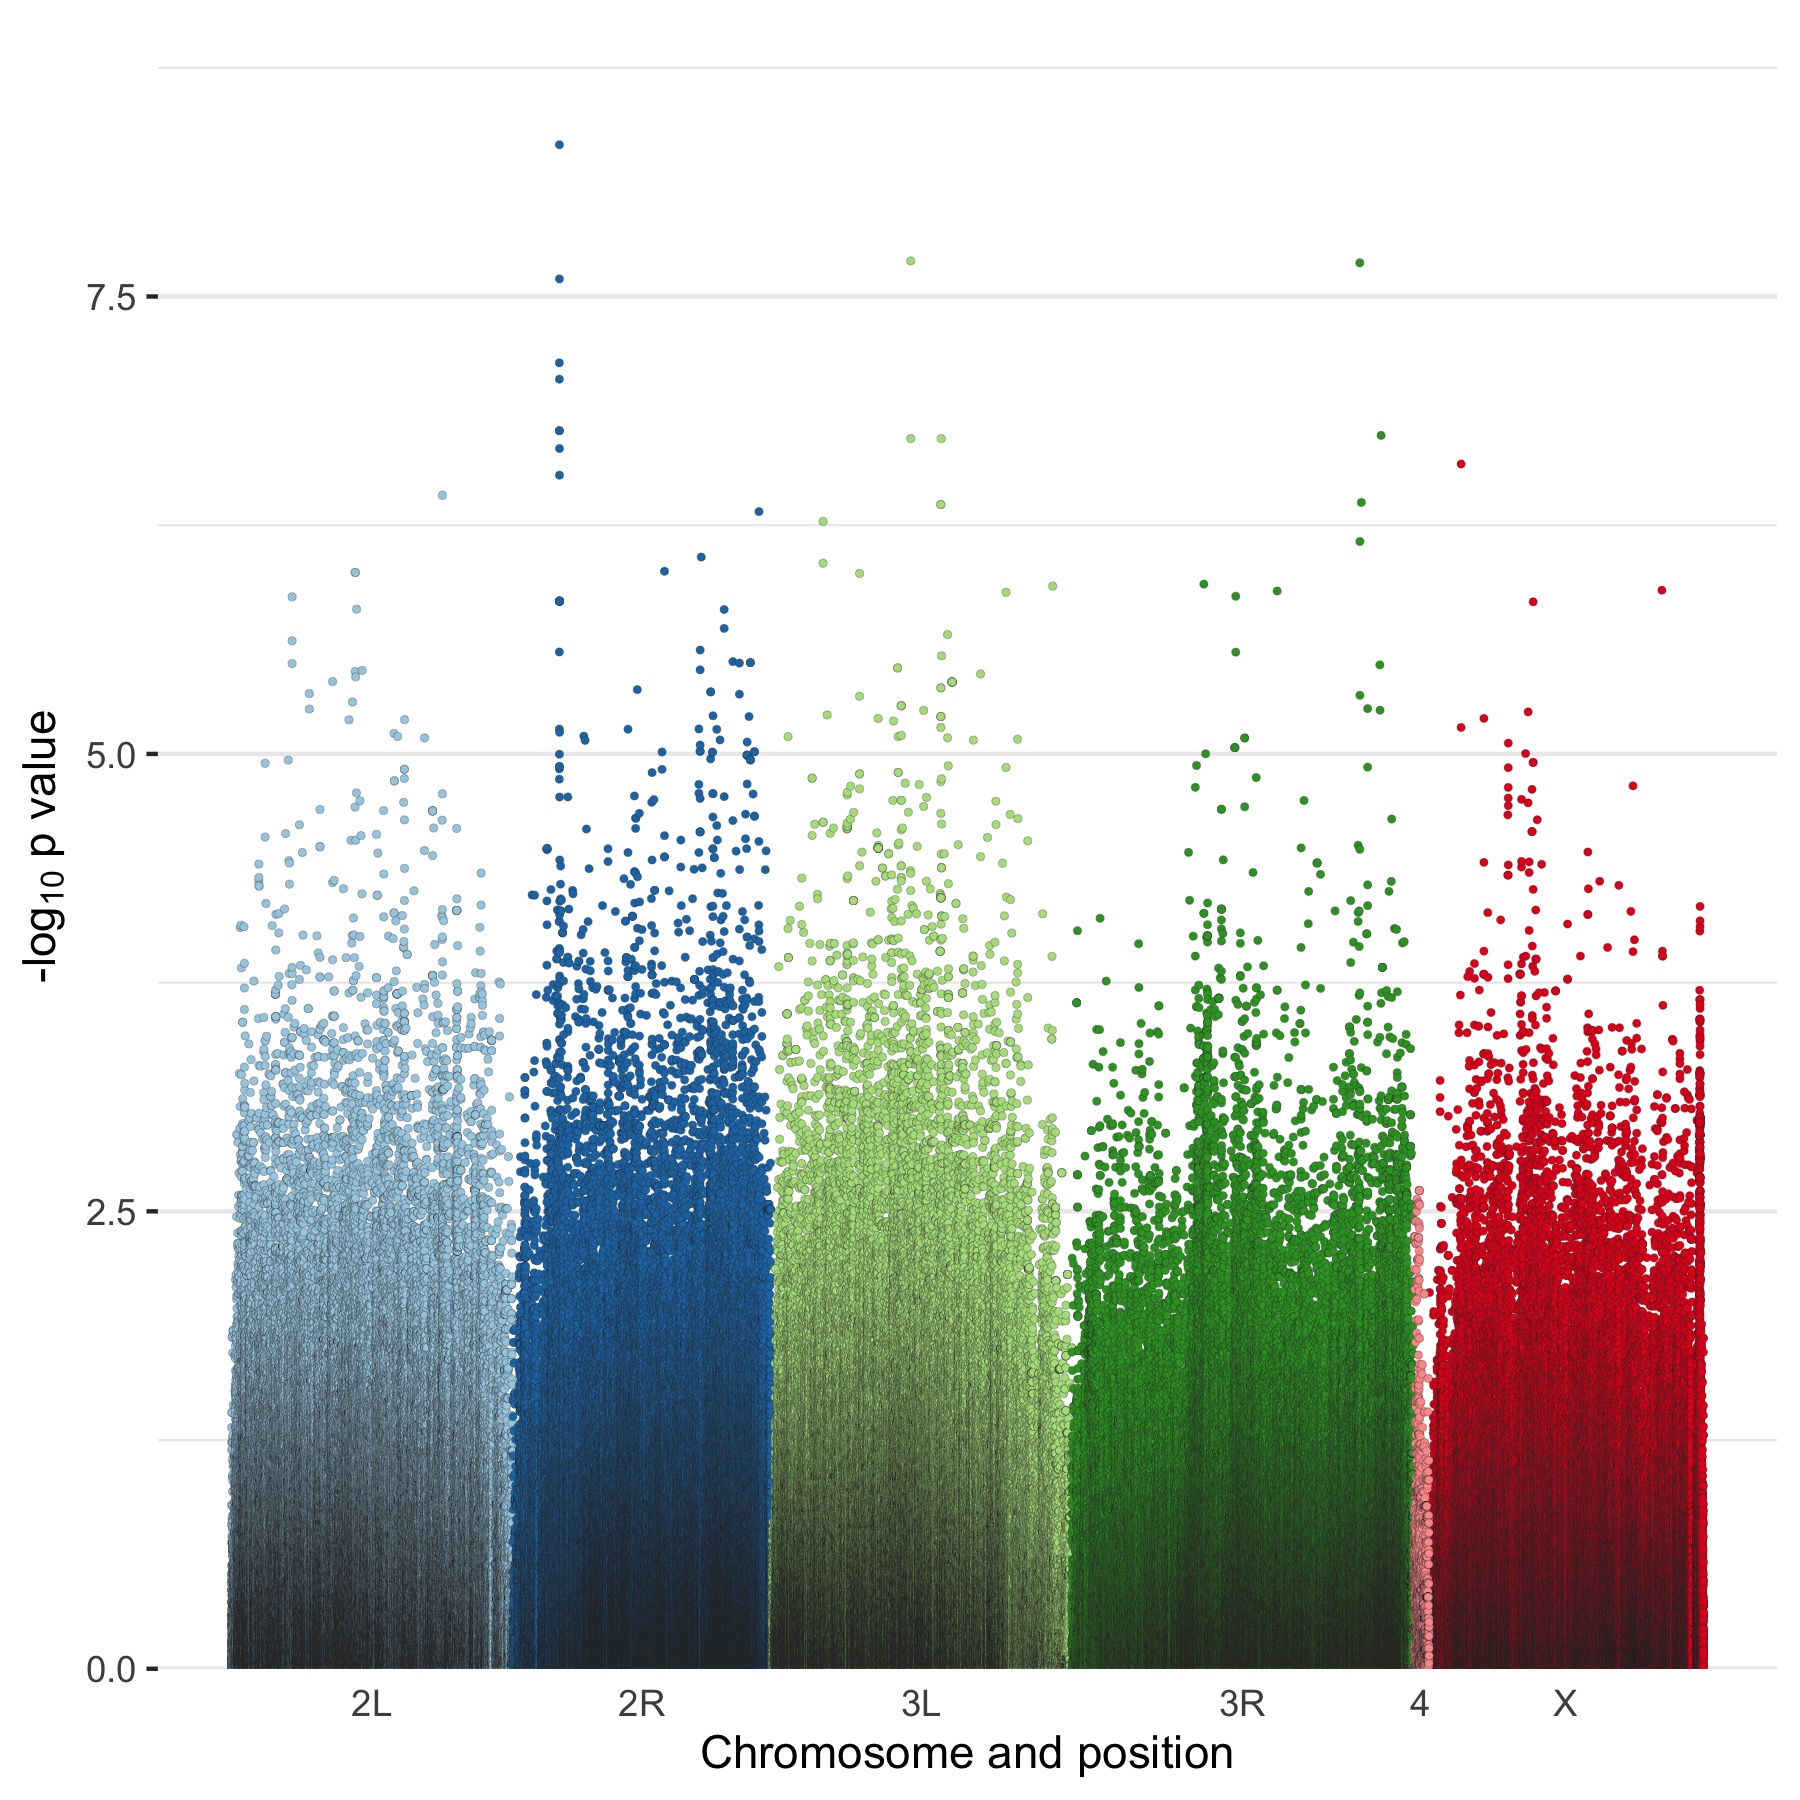 -log₁₀ p value
7.5
5.0
2.5
0.0
2L 2R 3L 3R 4 X
Chromosome and position